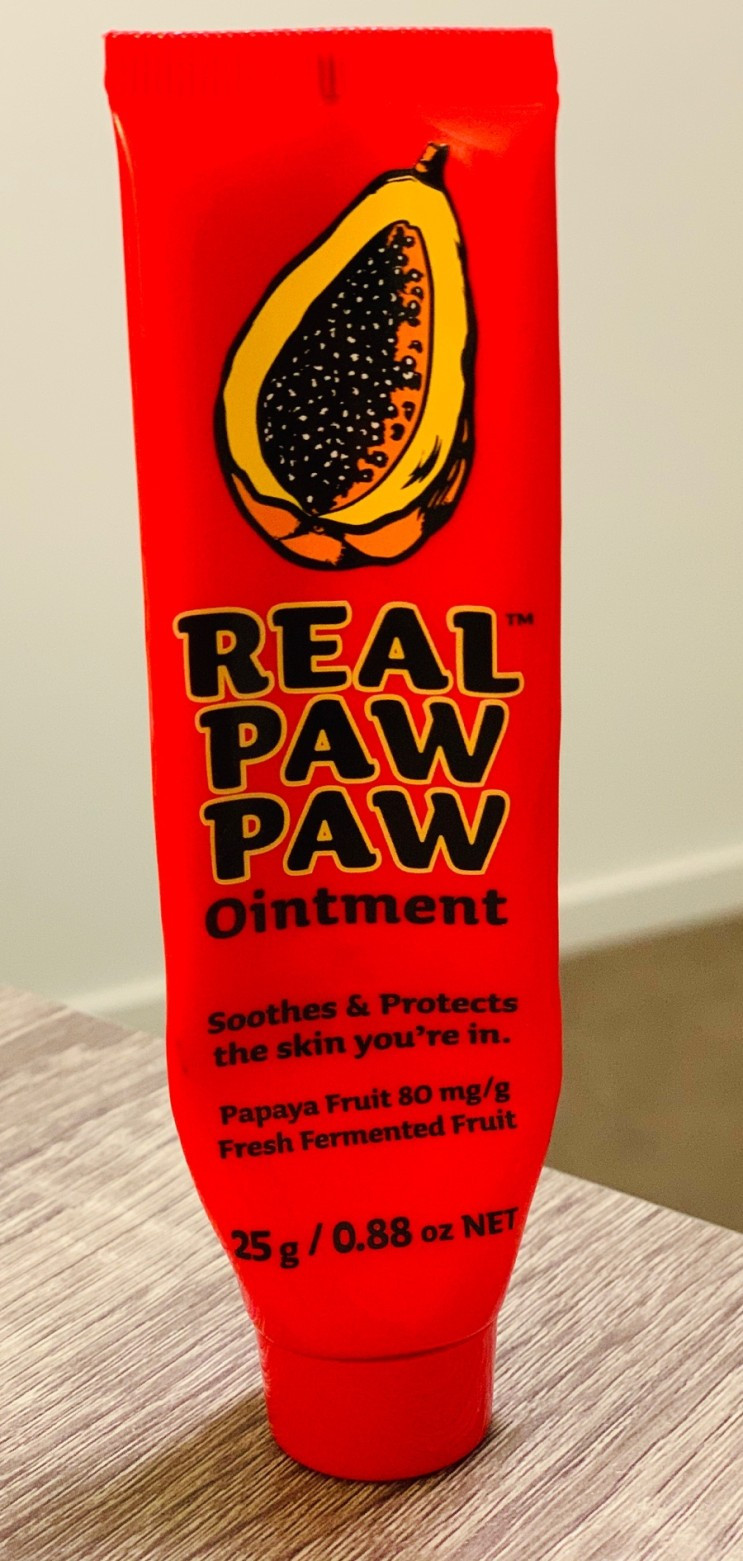 REAL™
PAW
PAW
Ointment
Soothes & Protects
the skin you're in.
Papaya Fruit 80 mg/g
Fresh Fermented Fruit
25 g / 0.88 oz NET